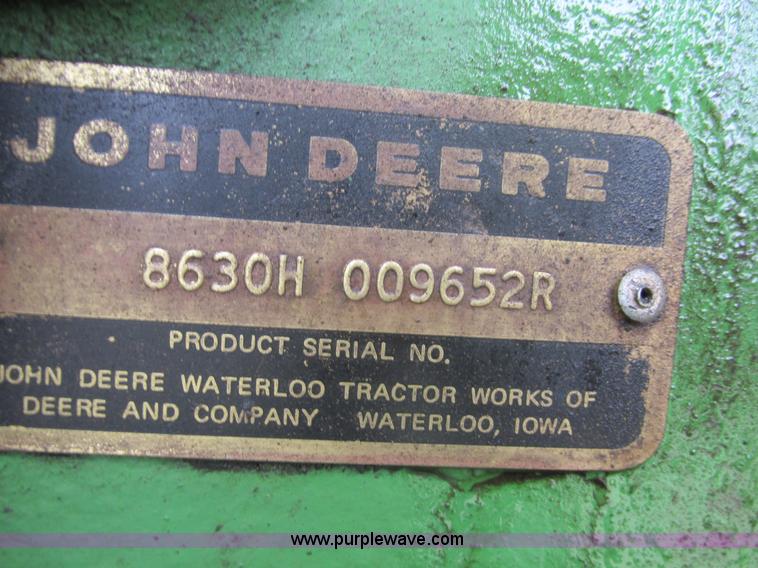 JOHN DEERE
8630H 009652R
PRODUCT SERIAL NO.
JOHN DEERE WATERLOO TRACTOR WORKS OF
DEERE AND COMPANY WATERLOO, IOWA
www.purplewave.com